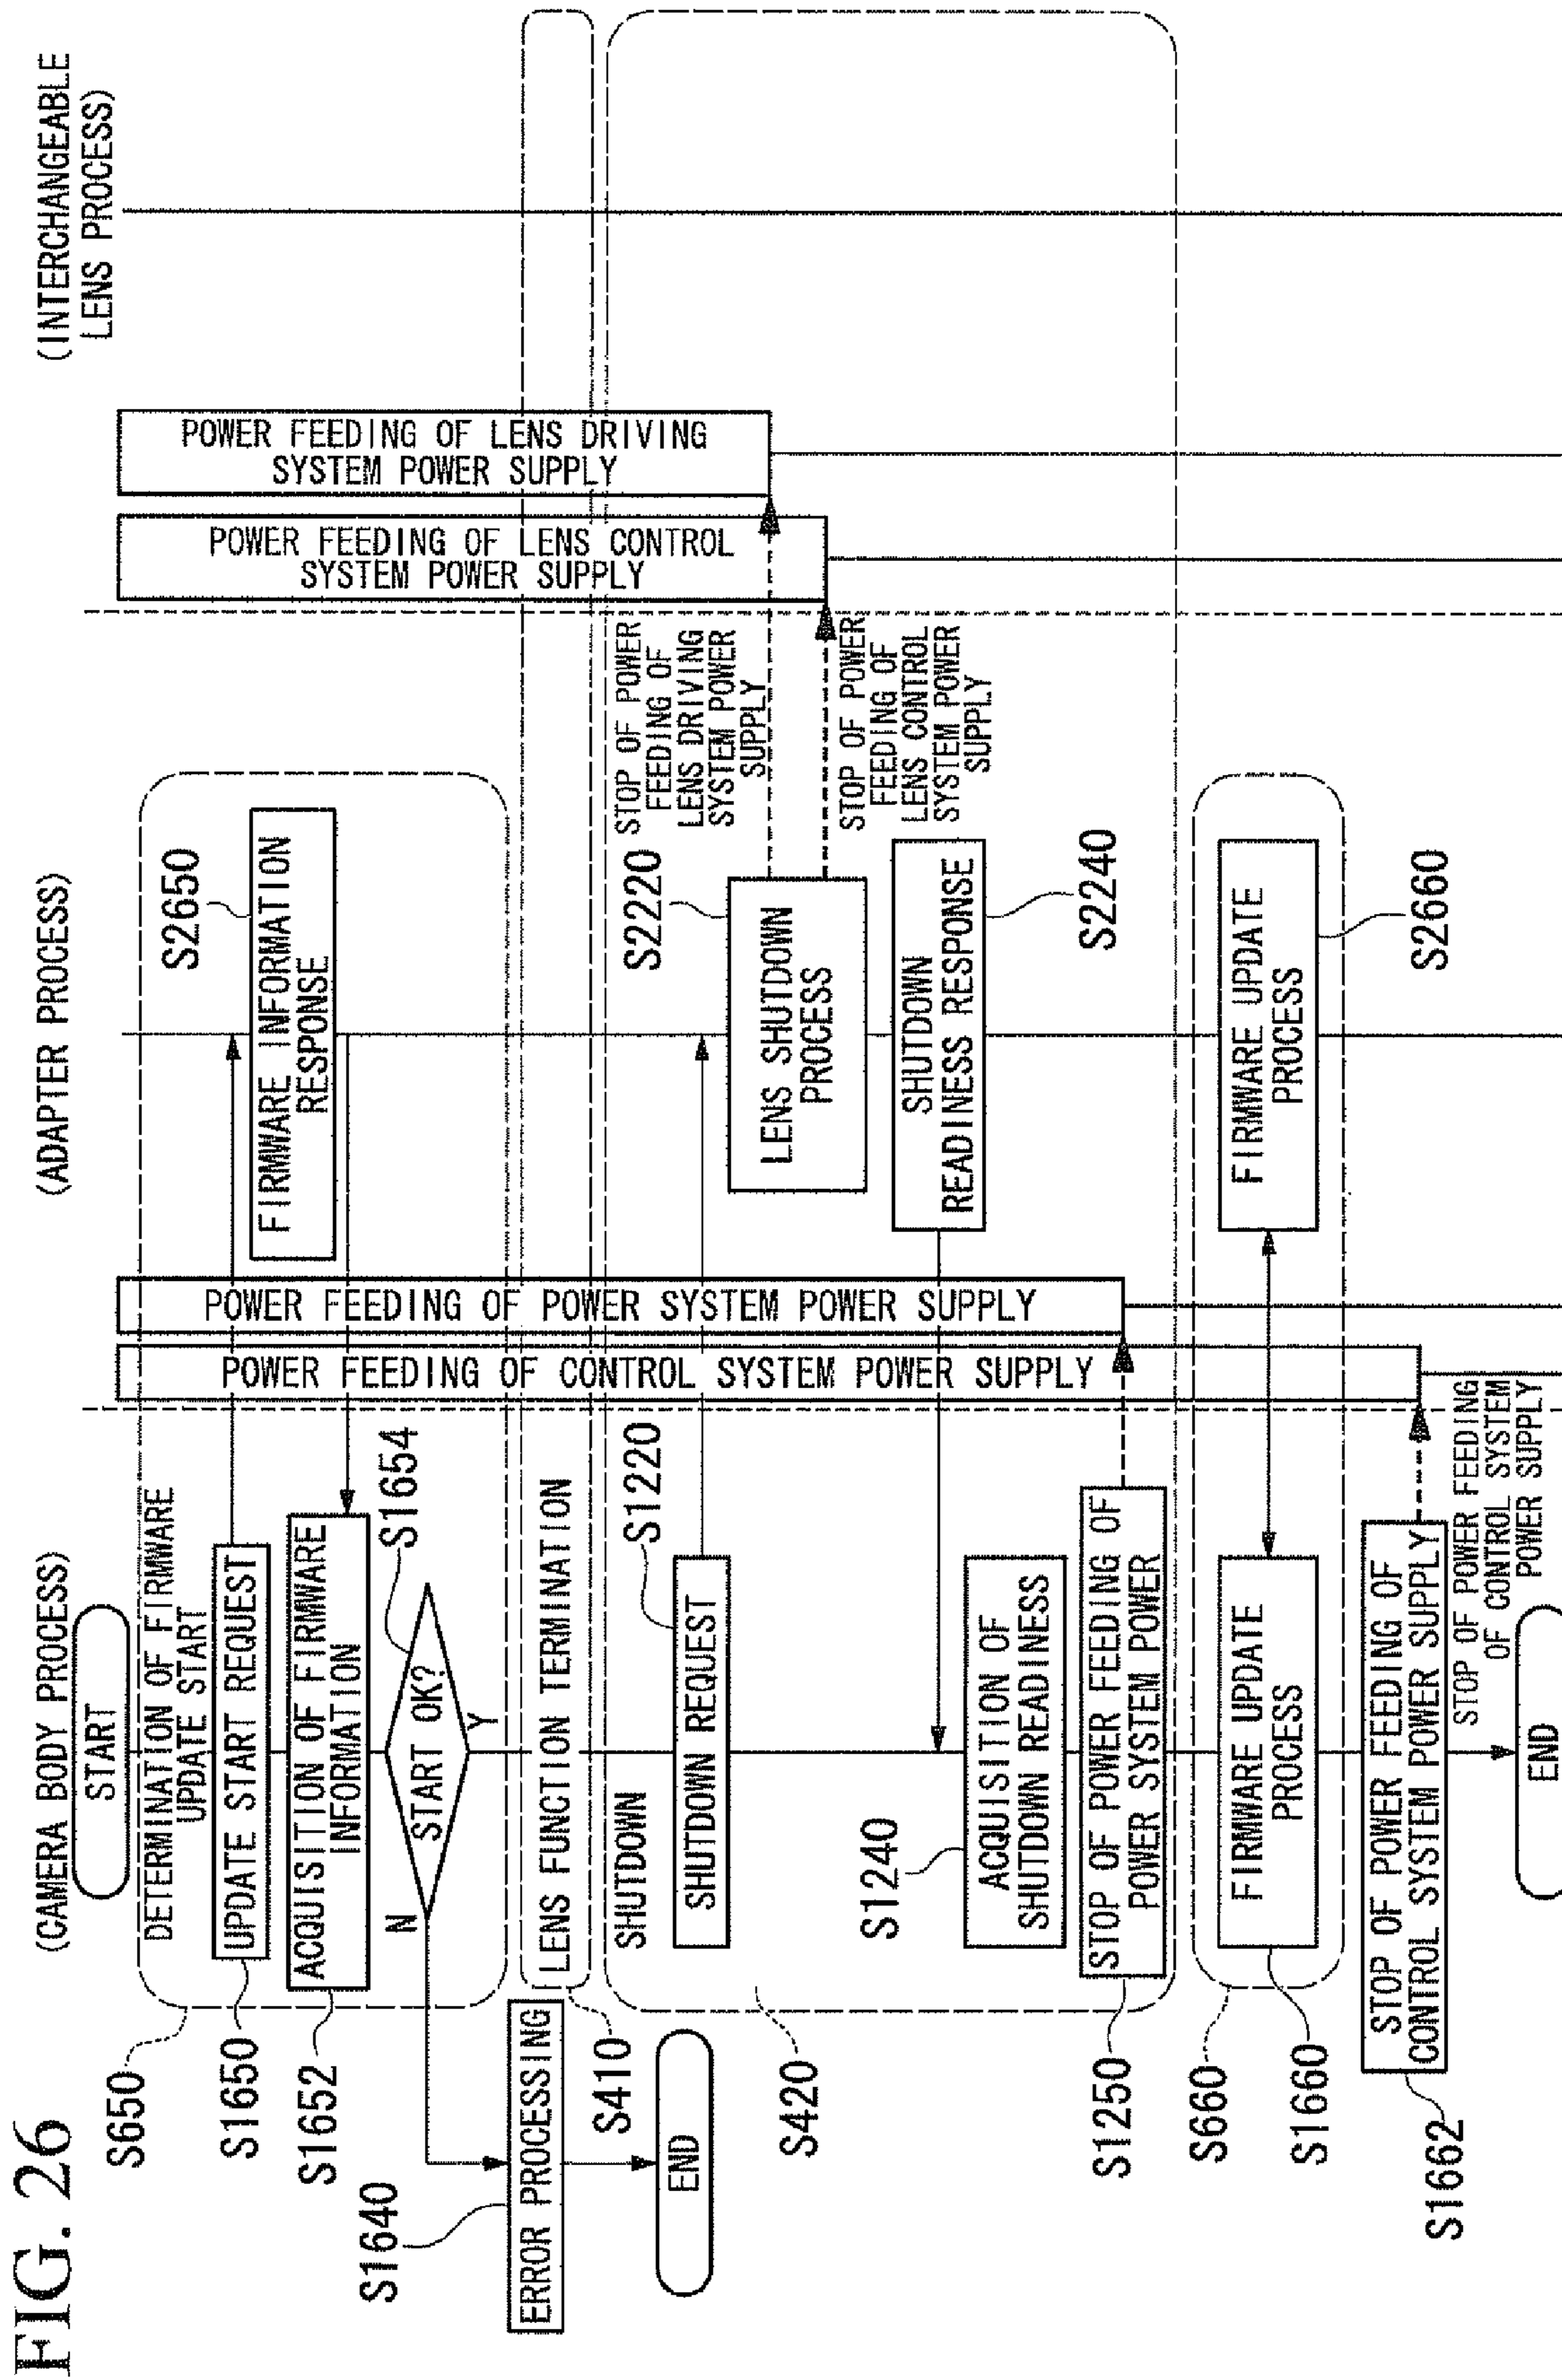 FIG. 26
(CAMERA BODY PROCESS)
(ADAPTER PROCESS)
(INTERCHANGEABLE
LENS PROCESS)
START
S650
DETERMINATION OF FIRMWARE
UPDATE START
S1650
UPDATE START REQUEST
S2650
FIRMWARE INFORMATION
RESPONSE
S1652
ACQUISITION OF FIRMWARE
INFORMATION
S1654
START OK?
N
Y
S1640
ERROR PROCESSING
END
S410
LENS FUNCTION TERMINATION
S420
SHUTDOWN
S1220
SHUTDOWN REQUEST
S2220
LENS SHUTDOWN
PROCESS
STOP OF POWER
FEEDING OF
LENS DRIVING
SYSTEM POWER
SUPPLY
STOP OF POWER
FEEDING OF
LENS CONTROL
SYSTEM POWER
SUPPLY
SHUTDOWN
READINESS RESPONSE
S2240
S1240
ACQUISITION OF
SHUTDOWN READINESS
S1250
STOP OF POWER FEEDING OF
POWER SYSTEM POWER
POWER FEEDING OF POWER SYSTEM POWER SUPPLY
POWER FEEDING OF CONTROL SYSTEM POWER SUPPLY
POWER FEEDING OF LENS CONTROL
SYSTEM POWER SUPPLY
POWER FEEDING OF LENS DRIVING
SYSTEM POWER SUPPLY
S660
S1660
FIRMWARE UPDATE
PROCESS
FIRMWARE UPDATE
PROCESS
S2660
S1662
STOP OF POWER FEEDING OF
CONTROL SYSTEM POWER SUPPLY
STOP OF POWER FEEDING
OF CONTROL SYSTEM
POWER SUPPLY
END